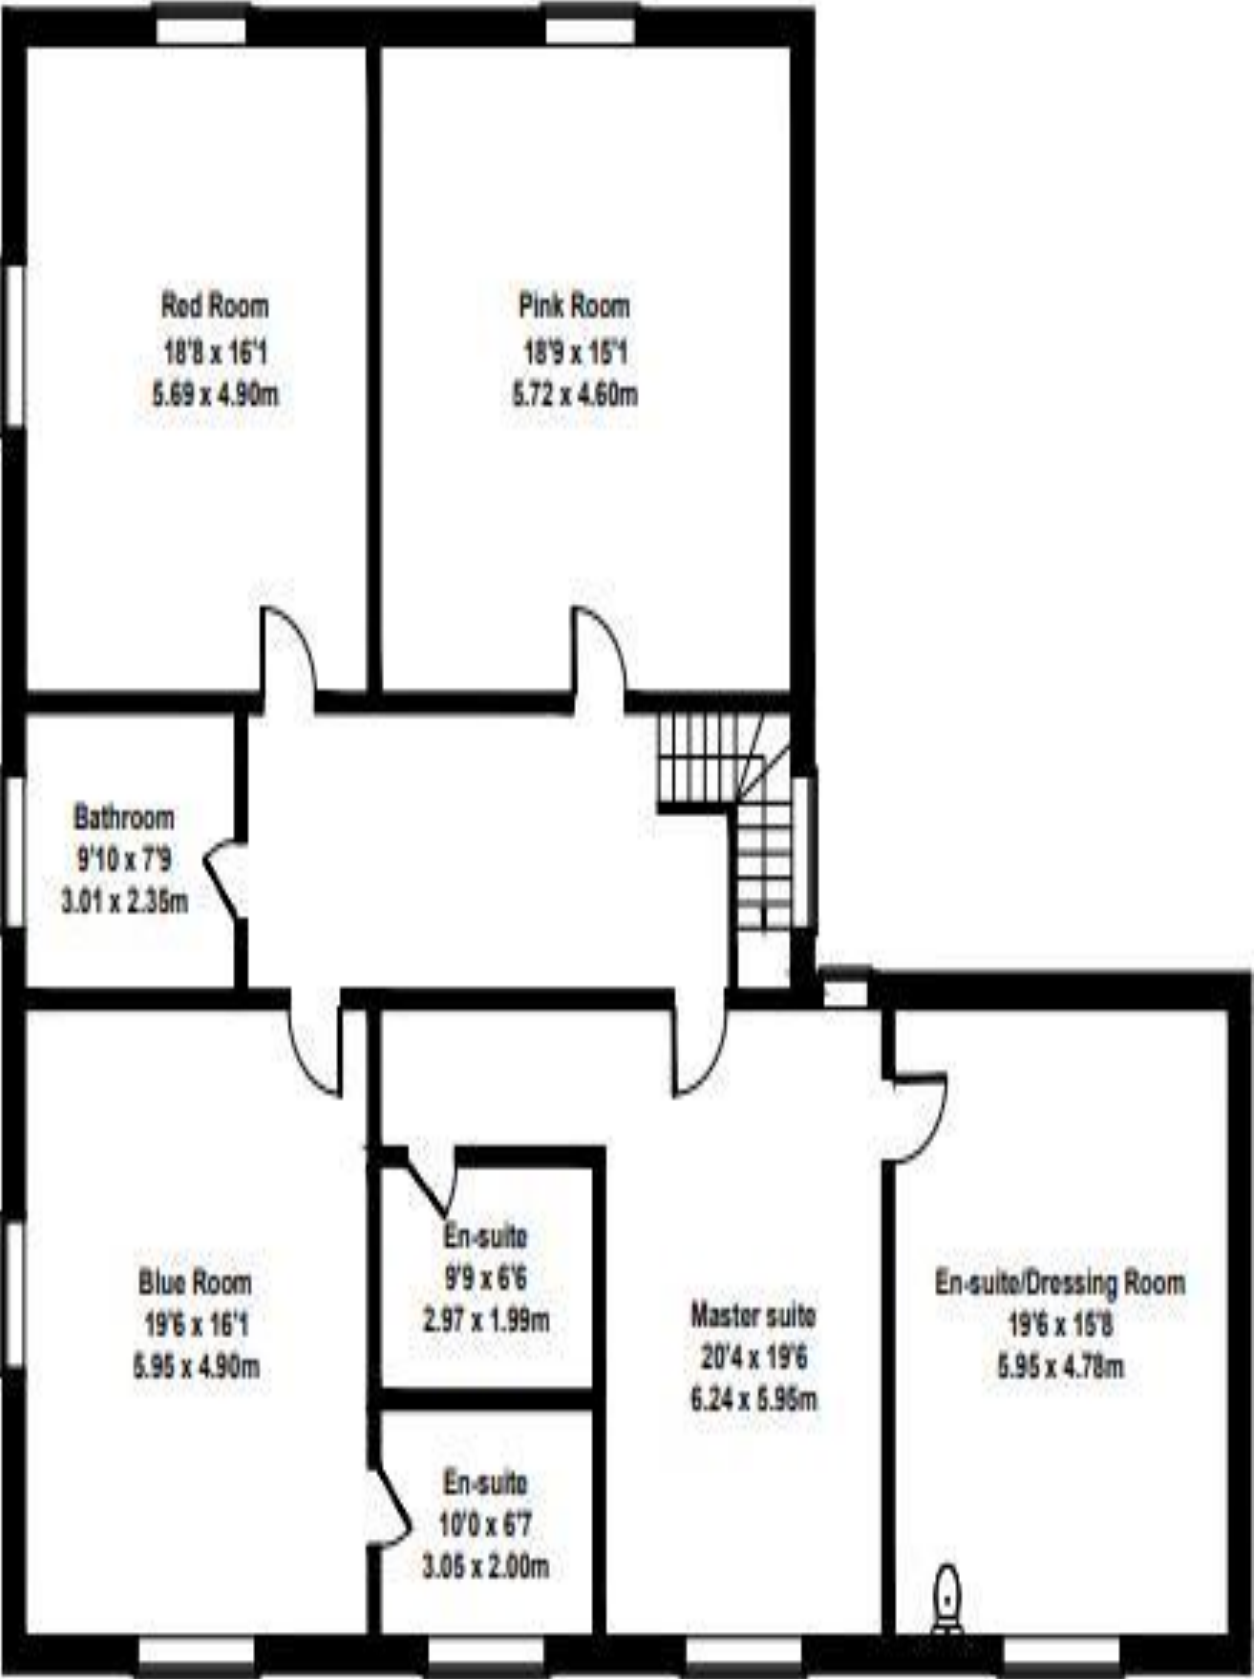 Red Room
18'8 x 16'1
5.69 x 4.90m
Pink Room
18'9 x 15'1
5.72 x 4.60m
Bathroom
9'10 x 7'9
3.01 x 2.35m
Blue Room
19'6 x 16'1
5.95 x 4.90m
En-suite
9'9 x 6'6
2.97 x 1.99m
En-suite
10'0 x 6'7
3.05 x 2.00m
Master suite
20'4 x 19'6
6.24 x 5.95m
En-suite/Dressing Room
19'6 x 15'8
5.95 x 4.78m